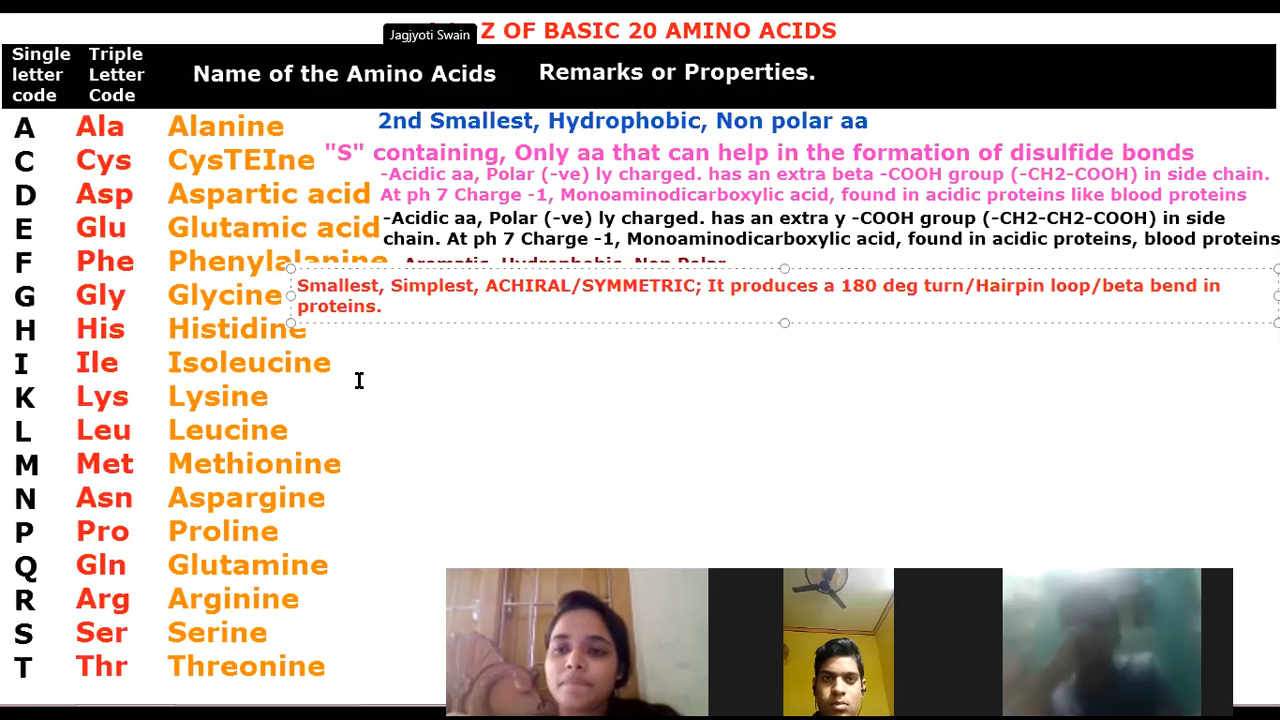 Jagjyoti Swain
Z OF BASIC 20 AMINO ACIDS
Single letter code
Triple Letter Code
Name of the Amino Acids
Remarks or Properties.
A Ala Alanine 2nd Smallest, Hydrophobic, Non polar aa
C Cys CysTEIne "S" containing, Only aa that can help in the formation of disulfide bonds
D Asp Aspartic acid -Acidic aa, Polar (-ve) ly charged. has an extra beta -COOH group (-CH2-COOH) in side chain.
At ph 7 Charge -1, Monoaminodicarboxylic acid, found in acidic proteins like blood proteins
E Glu Glutamic acid -Acidic aa, Polar (-ve) ly charged. has an extra y -COOH group (-CH2-CH2-COOH) in side
chain. At ph 7 Charge -1, Monoaminodicarboxylic acid, found in acidic proteins, blood proteins
F Phe Phenylalanine Aromatic, Hydrophobic, Non Polar
G Gly Glycine Smallest, Simplest, ACHIRAL/SYMMETRIC; It produces a 180 deg turn/Hairpin loop/beta bend in
proteins.
H His Histidine
I Ile Isoleucine
K Lys Lysine
L Leu Leucine
M Met Methionine
N Asn Aspargine
P Pro Proline
Q Gln Glutamine
R Arg Arginine
S Ser Serine
T Thr Threonine